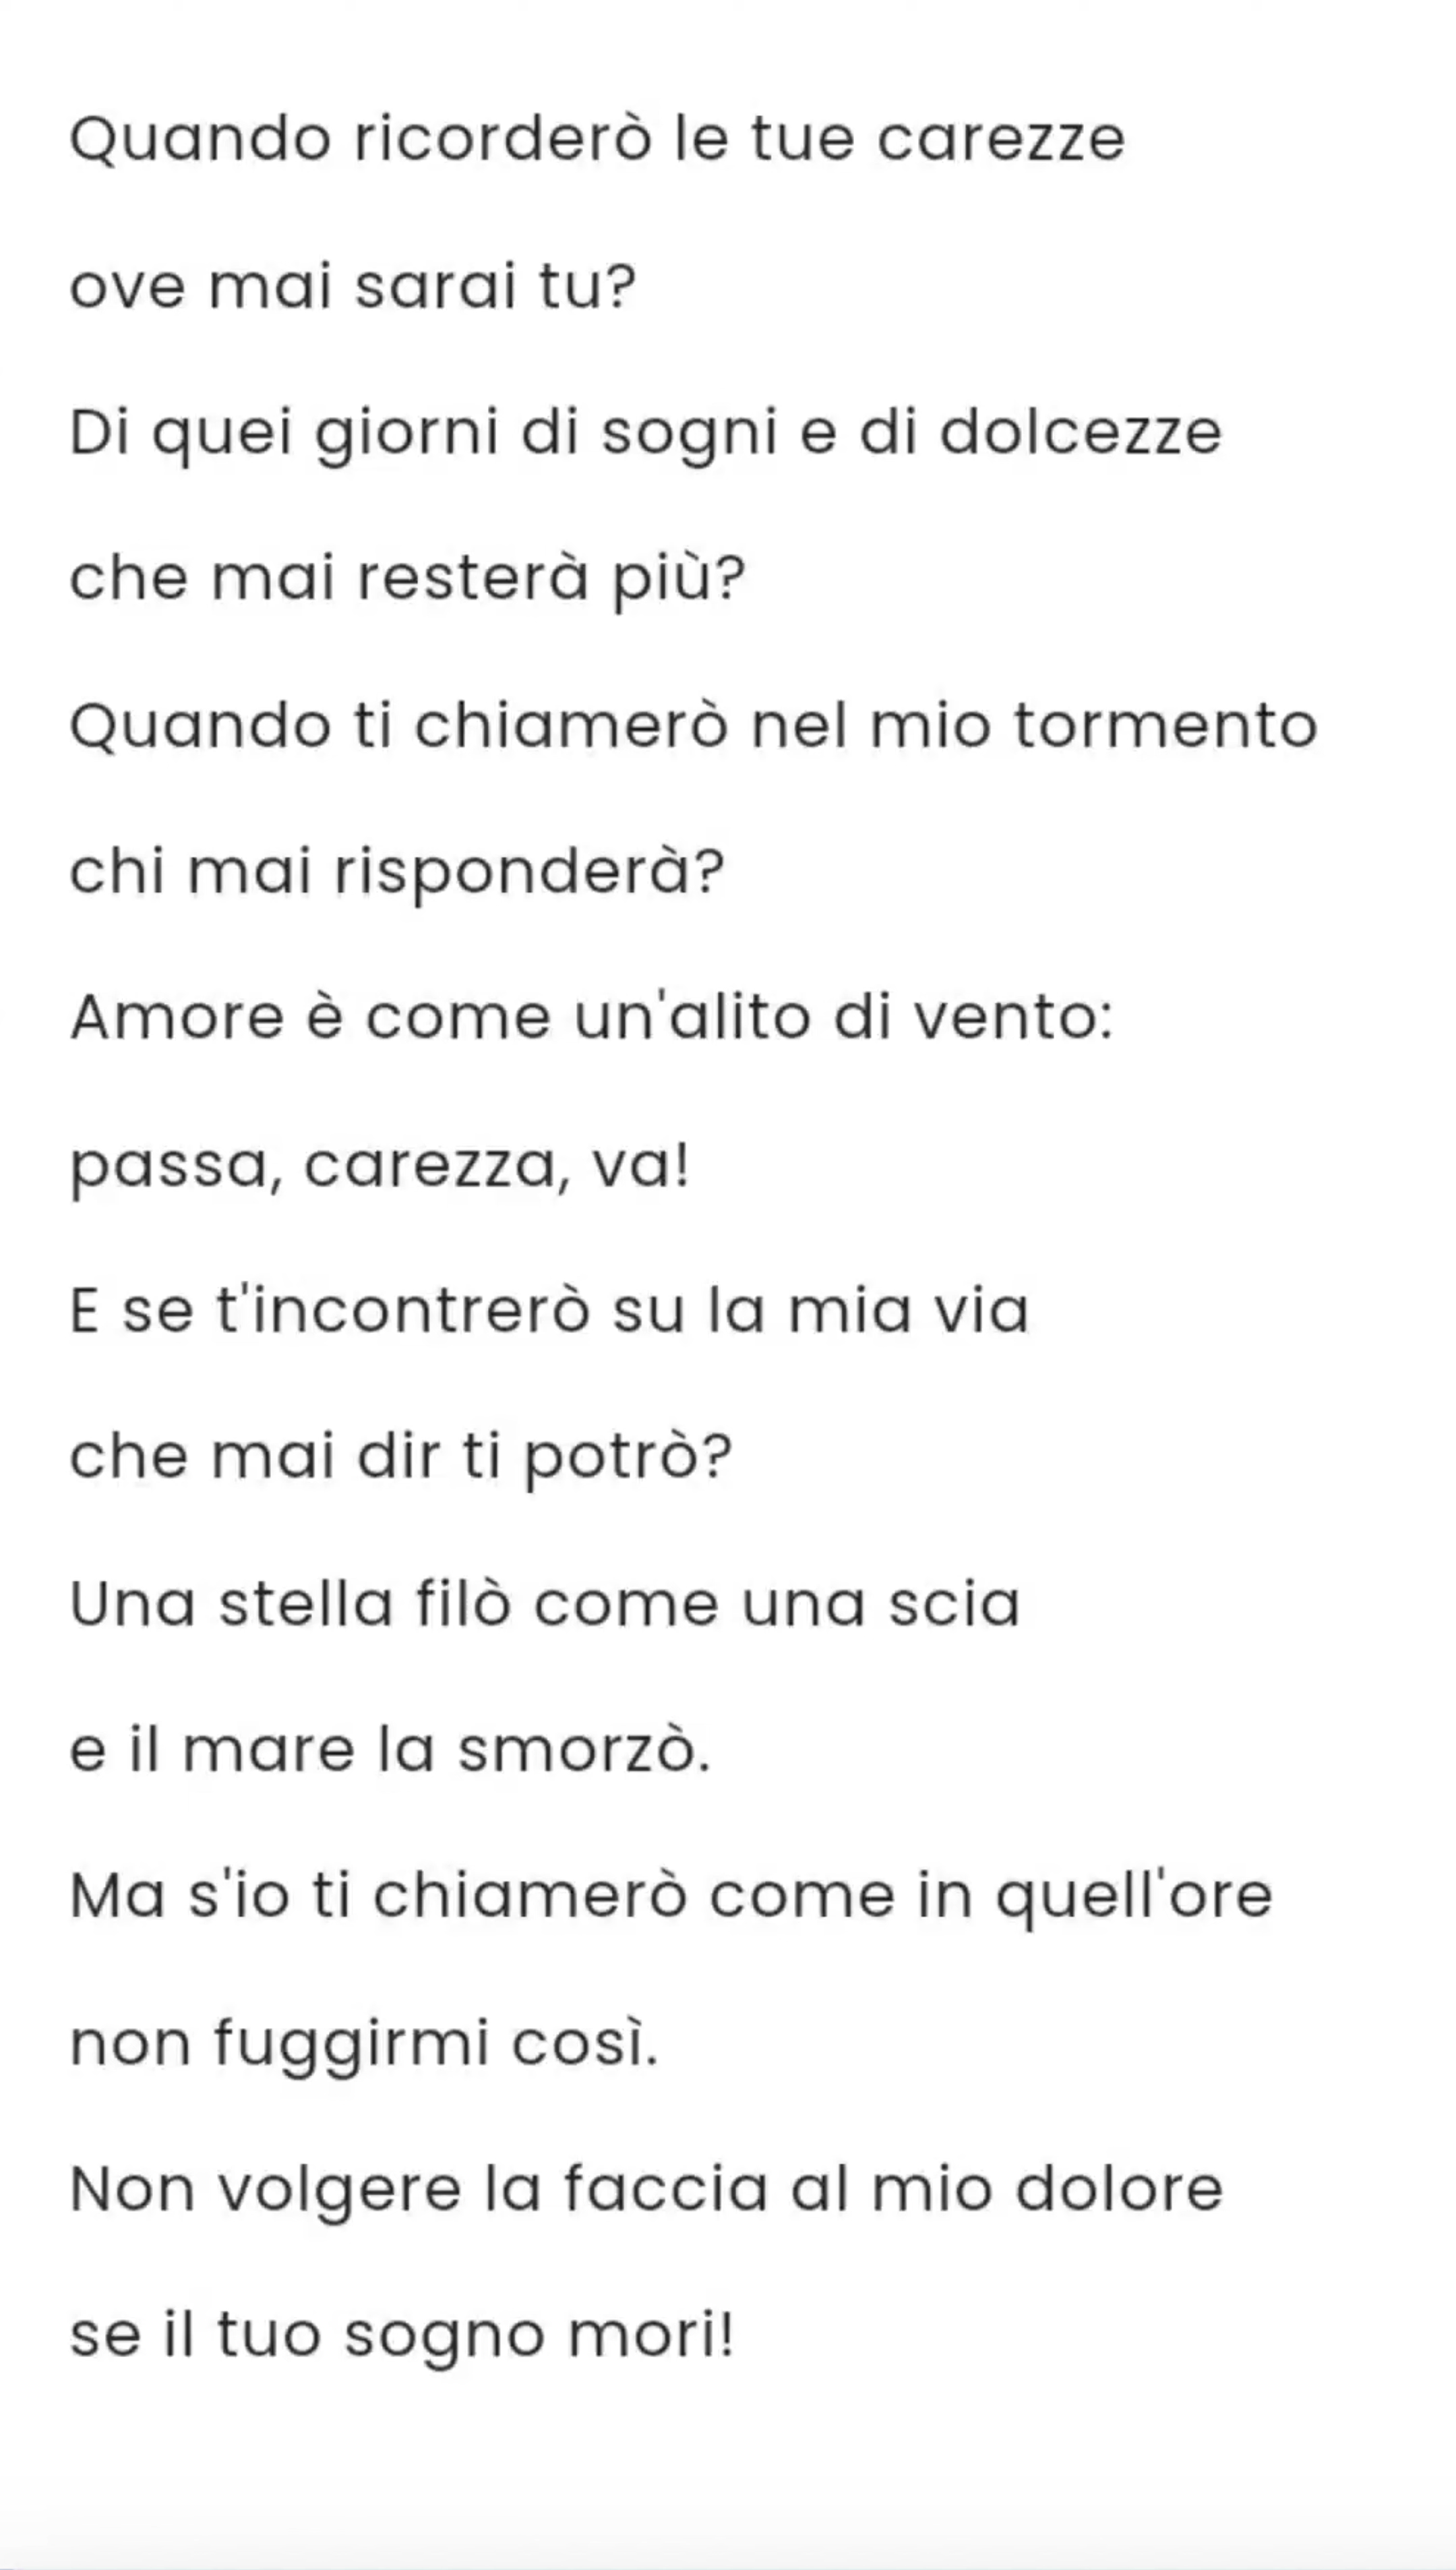 Quando ricorderò le tue carezze
ove mai sarai tu?
Di quei giorni di sogni e di dolcezze
che mai resterà più?
Quando ti chiamerò nel mio tormento
chi mai risponderà?
Amore è come un'alito di vento:
passa, carezza, va!
E se t'incontrerò su la mia via
che mai dir ti potrò?
Una stella filò come una scia
e il mare la smorzò.
Ma s'io ti chiamerò come in quell'ore
non fuggirmi così.
Non volgere la faccia al mio dolore
se il tuo sogno mori!